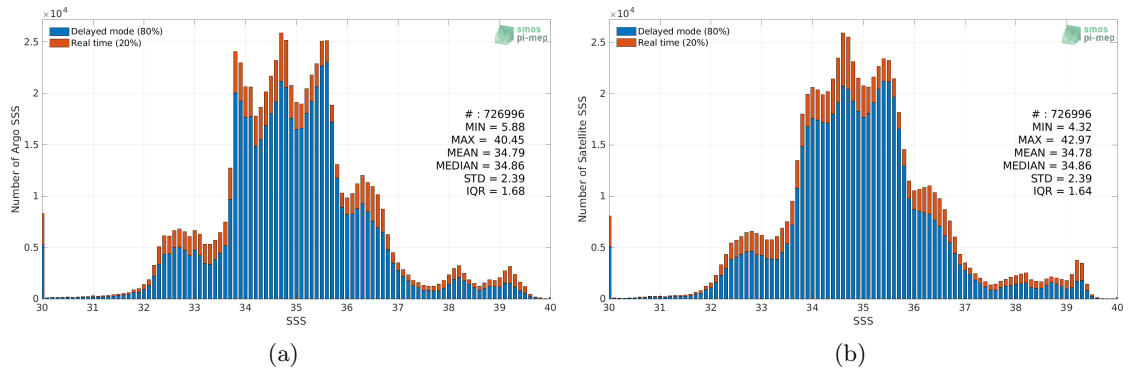 ×10⁴
Delayed mode (80%)
Real time (20%)
smos
pi-mep
# : 726996
MIN = 5.88
MAX = 40.45
MEAN = 34.79
MEDIAN = 34.86
STD = 2.39
IQR = 1.68
Number of Argo SSS
2.5
2
1.5
1
0.5
0
30 31 32 33 34 35 36 37 38 39 40
SSS
(a)
×10⁴
Delayed mode (80%)
Real time (20%)
smos
pi-mep
# : 726996
MIN = 4.32
MAX = 42.97
MEAN = 34.78
MEDIAN = 34.86
STD = 2.39
IQR = 1.64
Number of Satellite SSS
2.5
2
1.5
1
0.5
0
30 31 32 33 34 35 36 37 38 39 40
SSS
(b)